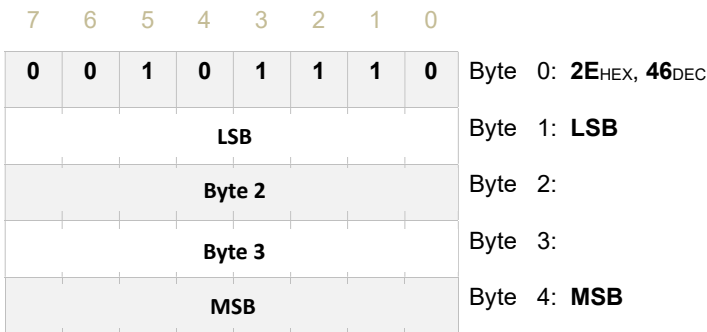 7 6 5 4 3 2 1 0
0 0 1 0 1 1 1 0 Byte 0: 2EHEX, 46DEC
LSB Byte 1: LSB
Byte 2 Byte 2:
Byte 3 Byte 3:
MSB Byte 4: MSB